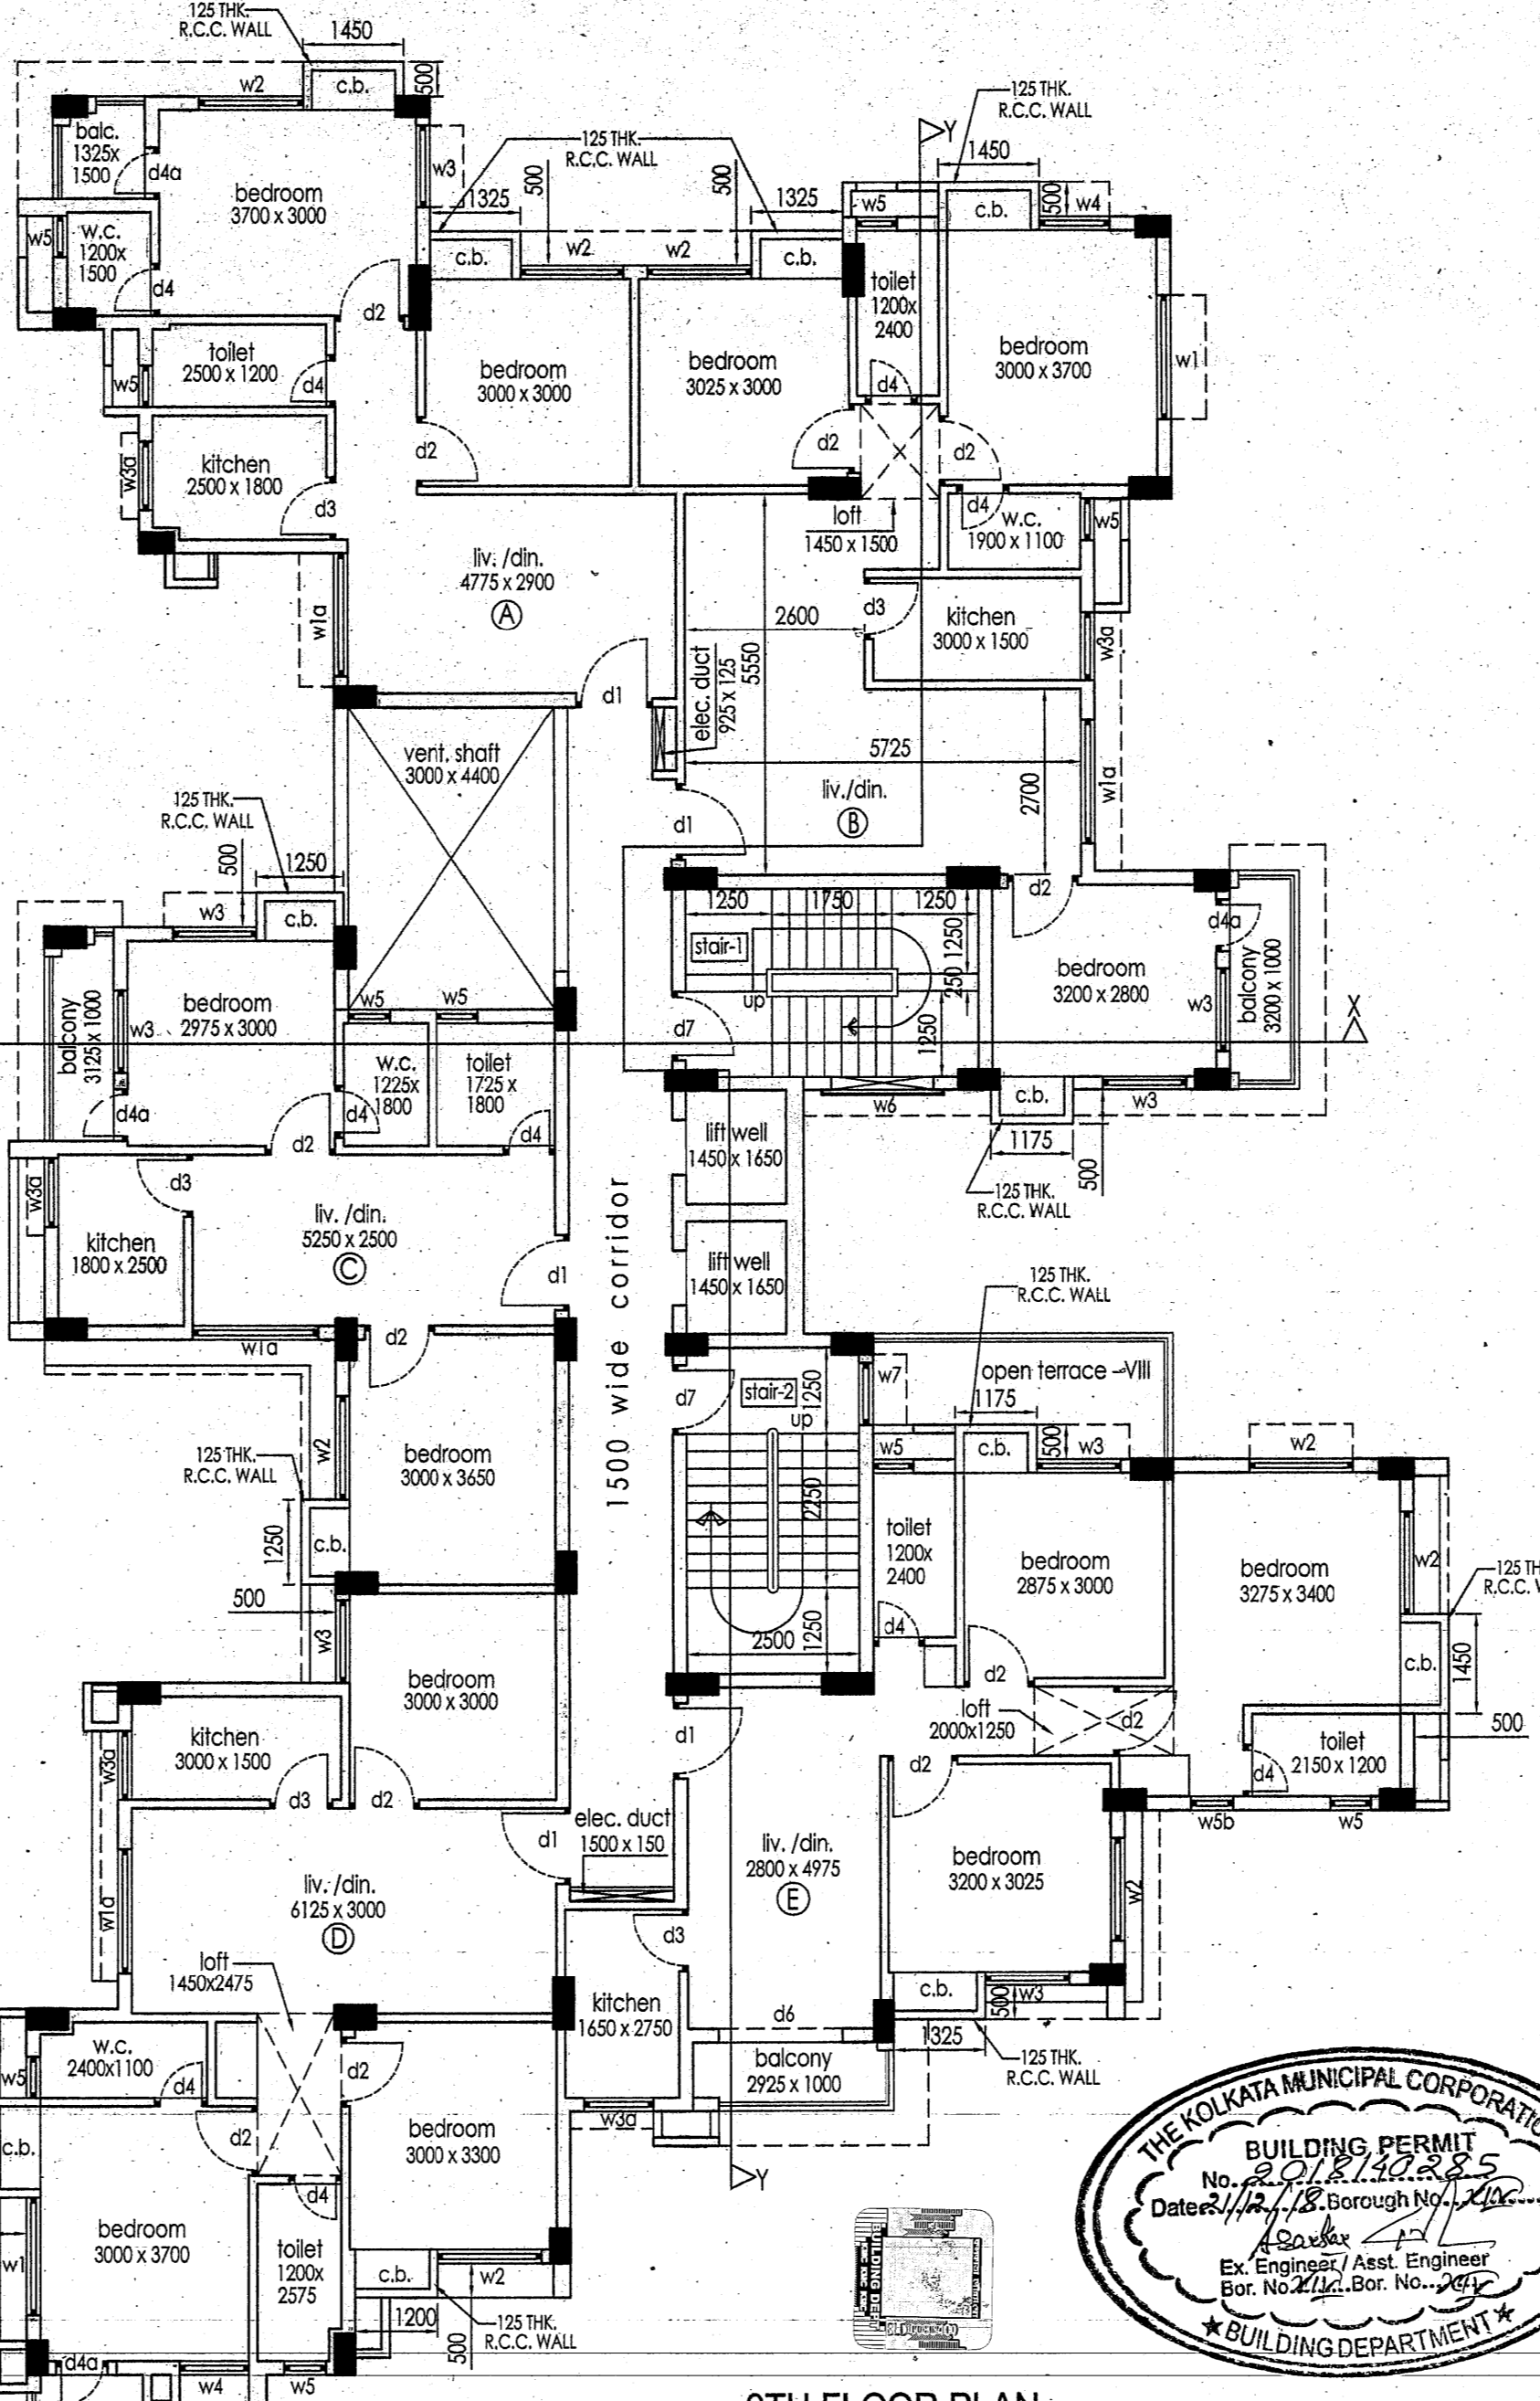 125 THK.
R.C.C. WALL
1450
500
w2
c.b.
balc.
1325x
1500
d4a
bedroom
3700 x 3000
w3
125 THK.
R.C.C. WALL
1325
500
500
1325
w2
w2
c.b.
c.b.
125 THK.
R.C.C. WALL
Y
1450
500
w5
c.b.
w4
w5
w.c.
1200x
1500
d4
d2
toilet
2500 x 1200
w5
d4
bedroom
3000 x 3000
d2
bedroom
3025 x 3000
d2
toilet
1200x
2400
d4
bedroom
3000 x 3700
w1
d2
kitchen
2500 x 1800
w3a
d3
loft
1450 x 1500
d4
w.c.
1900 x 1100
w5
liv. /din.
4775 x 2900
A
w1a
d1
elec. duct
925 x 125
5550
2600
d3
kitchen
3000 x 1500
w3a
vent. shaft
3000 x 4400
5725
2700
w1a
liv./din.
B
d1
125 THK.
R.C.C. WALL
500
1250
w3
c.b.
1250
1750
1250
stair-1
up
1250
250
1250
d2
d4a
bedroom
3200 x 2800
w3
balcony
3200 x 1000
X
balcony
3125 x 1000
w3
bedroom
2975 x 3000
w5
w5
d7
w.c.
1225x
1800
toilet
1725 x
1800
d4a
d2
d4
d4
w6
c.b.
w3
1175
500
125 THK.
R.C.C. WALL
lift well
1450 x 1650
w3a
d3
kitchen
1800 x 2500
liv. /din.
5250 x 2500
C
d1
1500 wide corridor
lift well
1450 x 1650
125 THK.
R.C.C. WALL
w1a
d2
d7
stair-2
up
1250
w7
open terrace -VIII
1175
w5
c.b.
500
w3
w2
125 THK.
R.C.C. WALL
w2
bedroom
3000 x 3650
1250
c.b.
500
w3
2250
toilet
1200x
2400
d4
bedroom
2875 x 3000
bedroom
3275 x 3400
w2
c.b.
1450
2500
1250
d2
bedroom
3000 x 3000
loft
2000x1250
d2
toilet
2150 x 1200
500
d4
w5b
w5
kitchen
3000 x 1500
w3a
d3
d2
d1
d2
d1
elec. duct
1500 x 150
liv. /din.
2800 x 4975
E
bedroom
3200 x 3025
w2
liv. /din.
6125 x 3000
D
w1a
loft
1450x2475
d3
kitchen
1650 x 2750
c.b.
500
w3
d6
1325
125 THK.
R.C.C. WALL
balcony
2925 x 1000
w3a
Y
w.c.
2400x1100
w5
d4
d2
d2
c.b.
bedroom
3000 x 3300
d4
bedroom
3000 x 3700
w1
toilet
1200x
2575
c.b.
w2
1200
500
125 THK.
R.C.C. WALL
d4a
w4
w5
THE KOLKATA MUNICIPAL CORPORATIO
BUILDING PERMIT
No. 2018140285
Date 21/12/18 Borough No.
Ex. Engineer / Asst. Engineer
Bor. No. Bor. No.
BUILDING DEPARTMENT